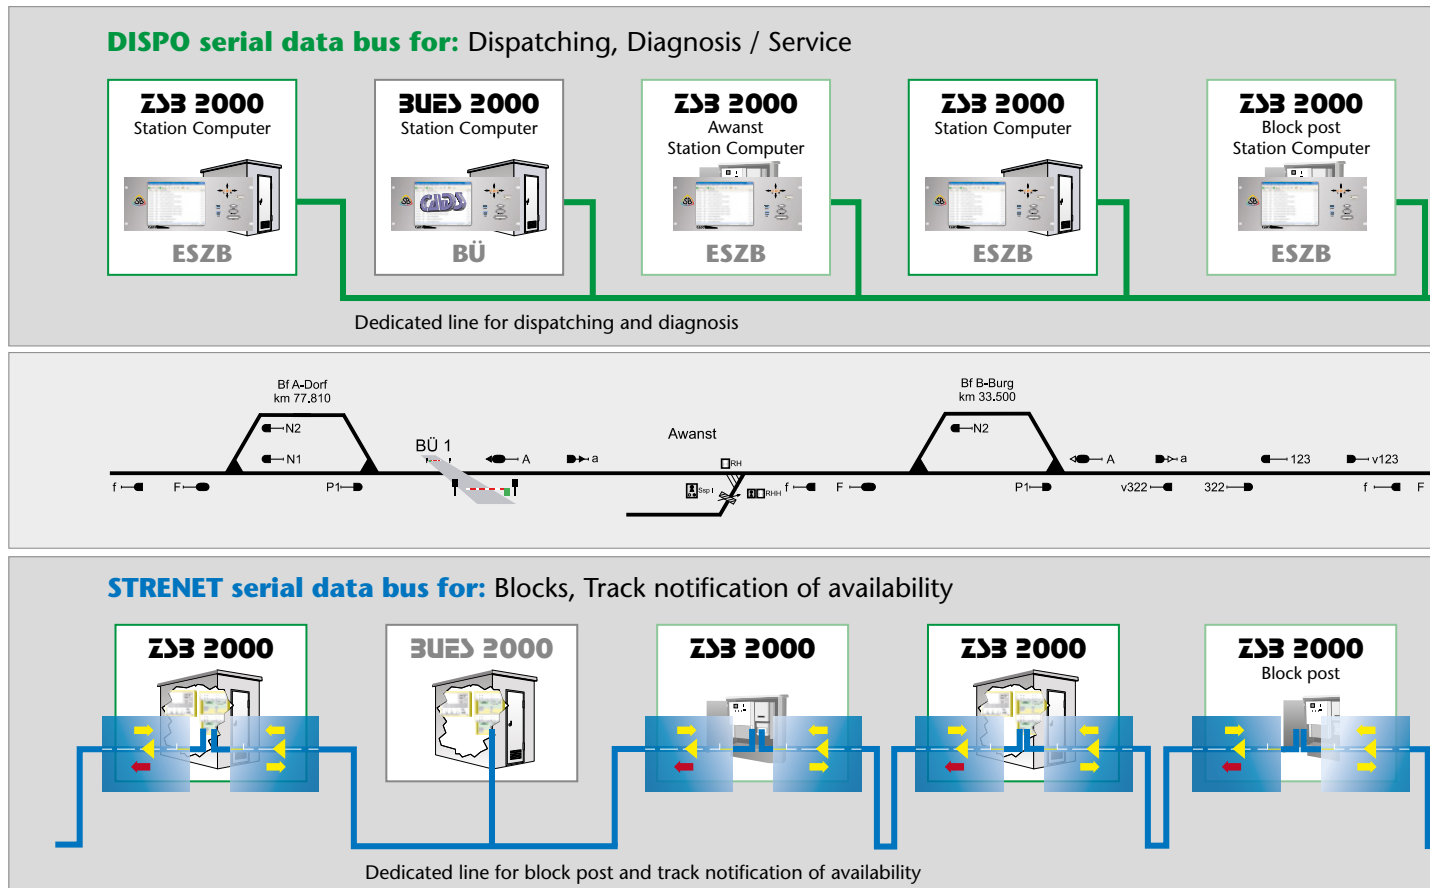 DISPO serial data bus for: Dispatching, Diagnosis / Service
ZSB 2000
Station Computer
ESZB
BUES 2000
Station Computer
CADS
BÜ
ZSB 2000
Awanst
Station Computer
ESZB
ZSB 2000
Station Computer
ESZB
ZSB 2000
Block post
Station Computer
ESZB
Dedicated line for dispatching and diagnosis
Bf A-Dorf
km 77.810
N2
N1
f
F
P1
BÜ 1
A
a
Awanst
RH
Ssp I
RHH
f
F
Bf B-Burg
km 33.500
N2
P1
A
a
123
v123
v322
322
f
F
STRENET serial data bus for: Blocks, Track notification of availability
ZSB 2000
BUES 2000
ZSB 2000
ZSB 2000
ZSB 2000
Block post
Dedicated line for block post and track notification of availability